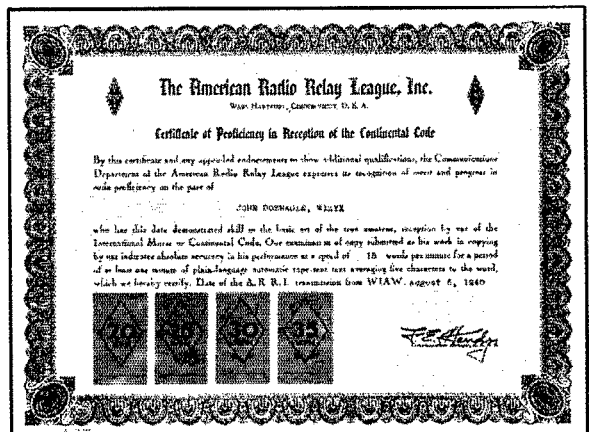 The American Radio Relay League, Inc.
West Hartford, Connecticut, U. S. A.
Certificate of Proficiency in Reception of the Continental Code
By this certificate and any appended endorsements to show additional qualifications, the Communications
Department of the American Radio Relay League expresses its recognition of merit and progress in
code proficiency on the part of
JOHN
who has this date demonstrated skill in the basic art of the true amateur, reception by ear of the
International Morse or Continental Code. Our examination of copy submitted as his work in copying
by ear indicates absolute accuracy in his performance at a speed of 15 words per minute for a period
of at least one minute of plain-language automatic tape-sent text averaging five characters to the word,
which we hereby certify. Date of the A. R. R. L. transmission from W1AW. august
20
30
35